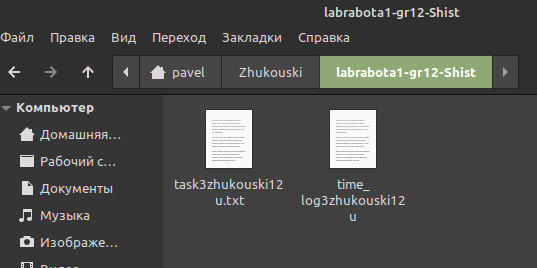 labrabota1-gr12-Shist
Файл Правка Вид Переход Закладки Справка
pavel Zhukouski labrabota1-gr12-Shist
Компьютер
Домашняя...
Рабочий с...
Документы
Музыка
Изображе...
Видео
task3zhukouski12
u.txt
time_
log3zhukouski12
u